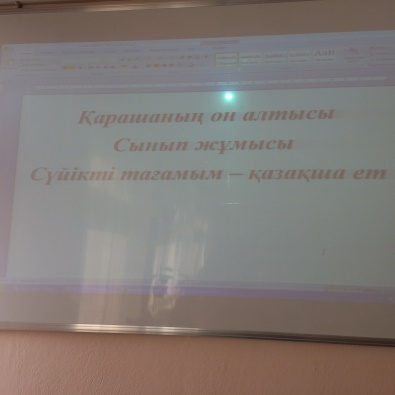 Қарашаның он алтысы
Сынып жұмысы
Сүйікті тағамым – қазақша ет